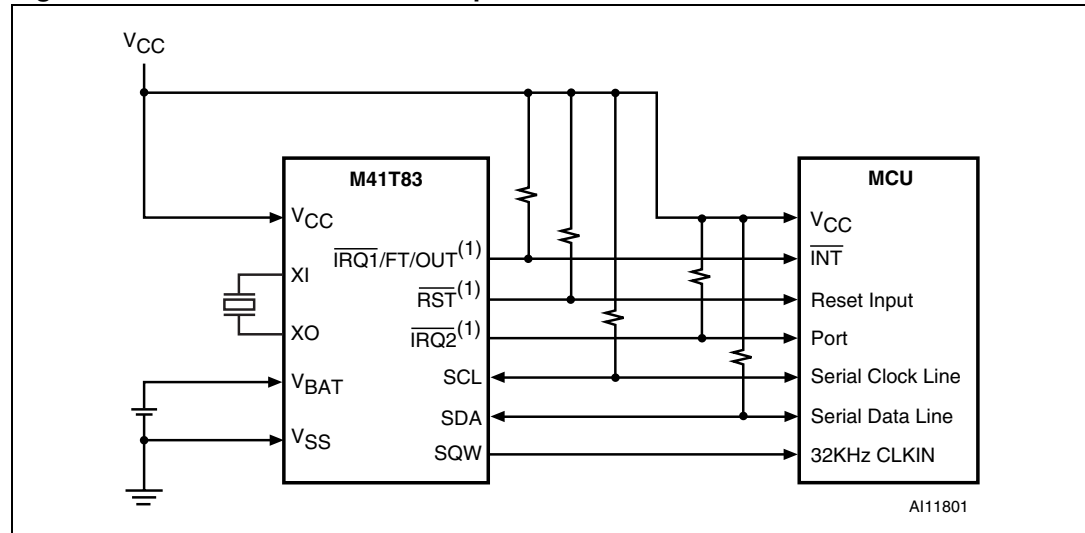 V_CC
M41T83
V_CC
XI
XO
V_BAT
V_SS
IRQ1/FT/OUT(1)
RST(1)
IRQ2(1)
SCL
SDA
SQW
MCU
V_CC
INT
Reset Input
Port
Serial Clock Line
Serial Data Line
32KHz CLKIN
AI11801